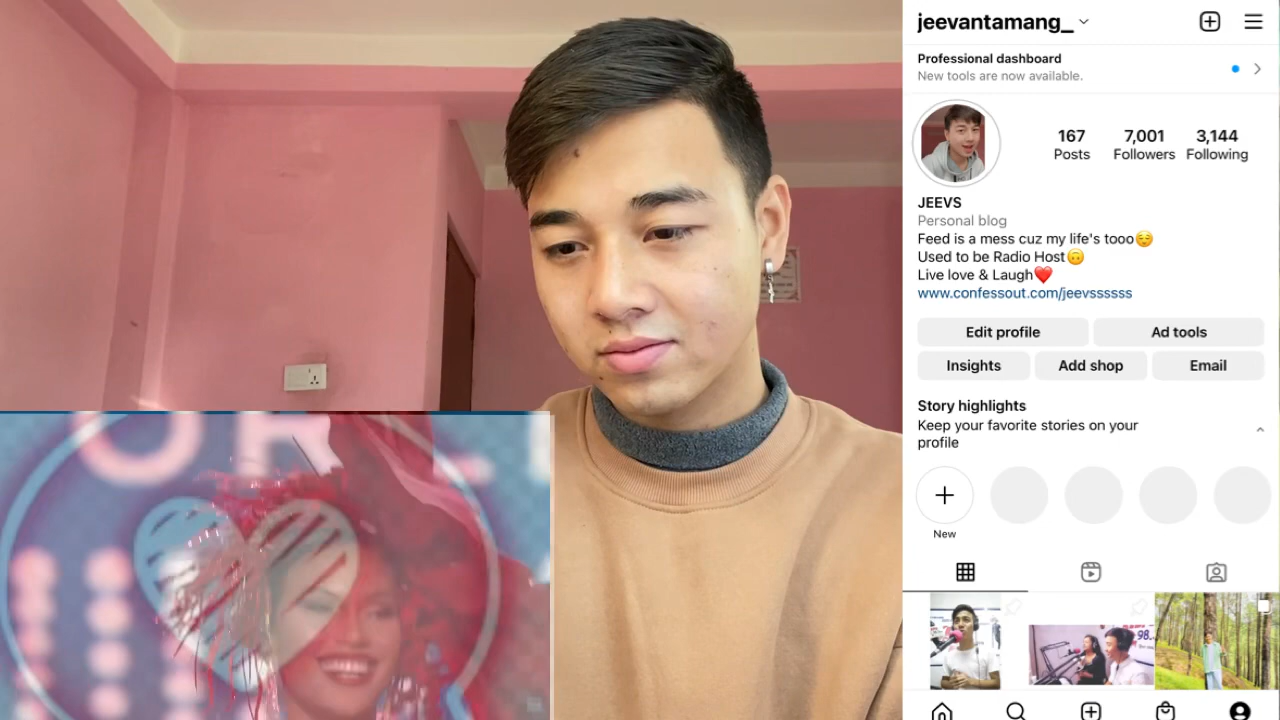 jeevantamang_
Professional dashboard
New tools are now available.
167
7,001
3,144
Posts
Followers
Following
JEEVS
Personal blog
Feed is a mess cuz my life's tooo😌
Used to be Radio Host🙃
Live love & Laugh❤️
www.confessout.com/jeevssssss
Edit profile
Ad tools
Insights
Add shop
Email
Story highlights
Keep your favorite stories on your
profile
New
98.